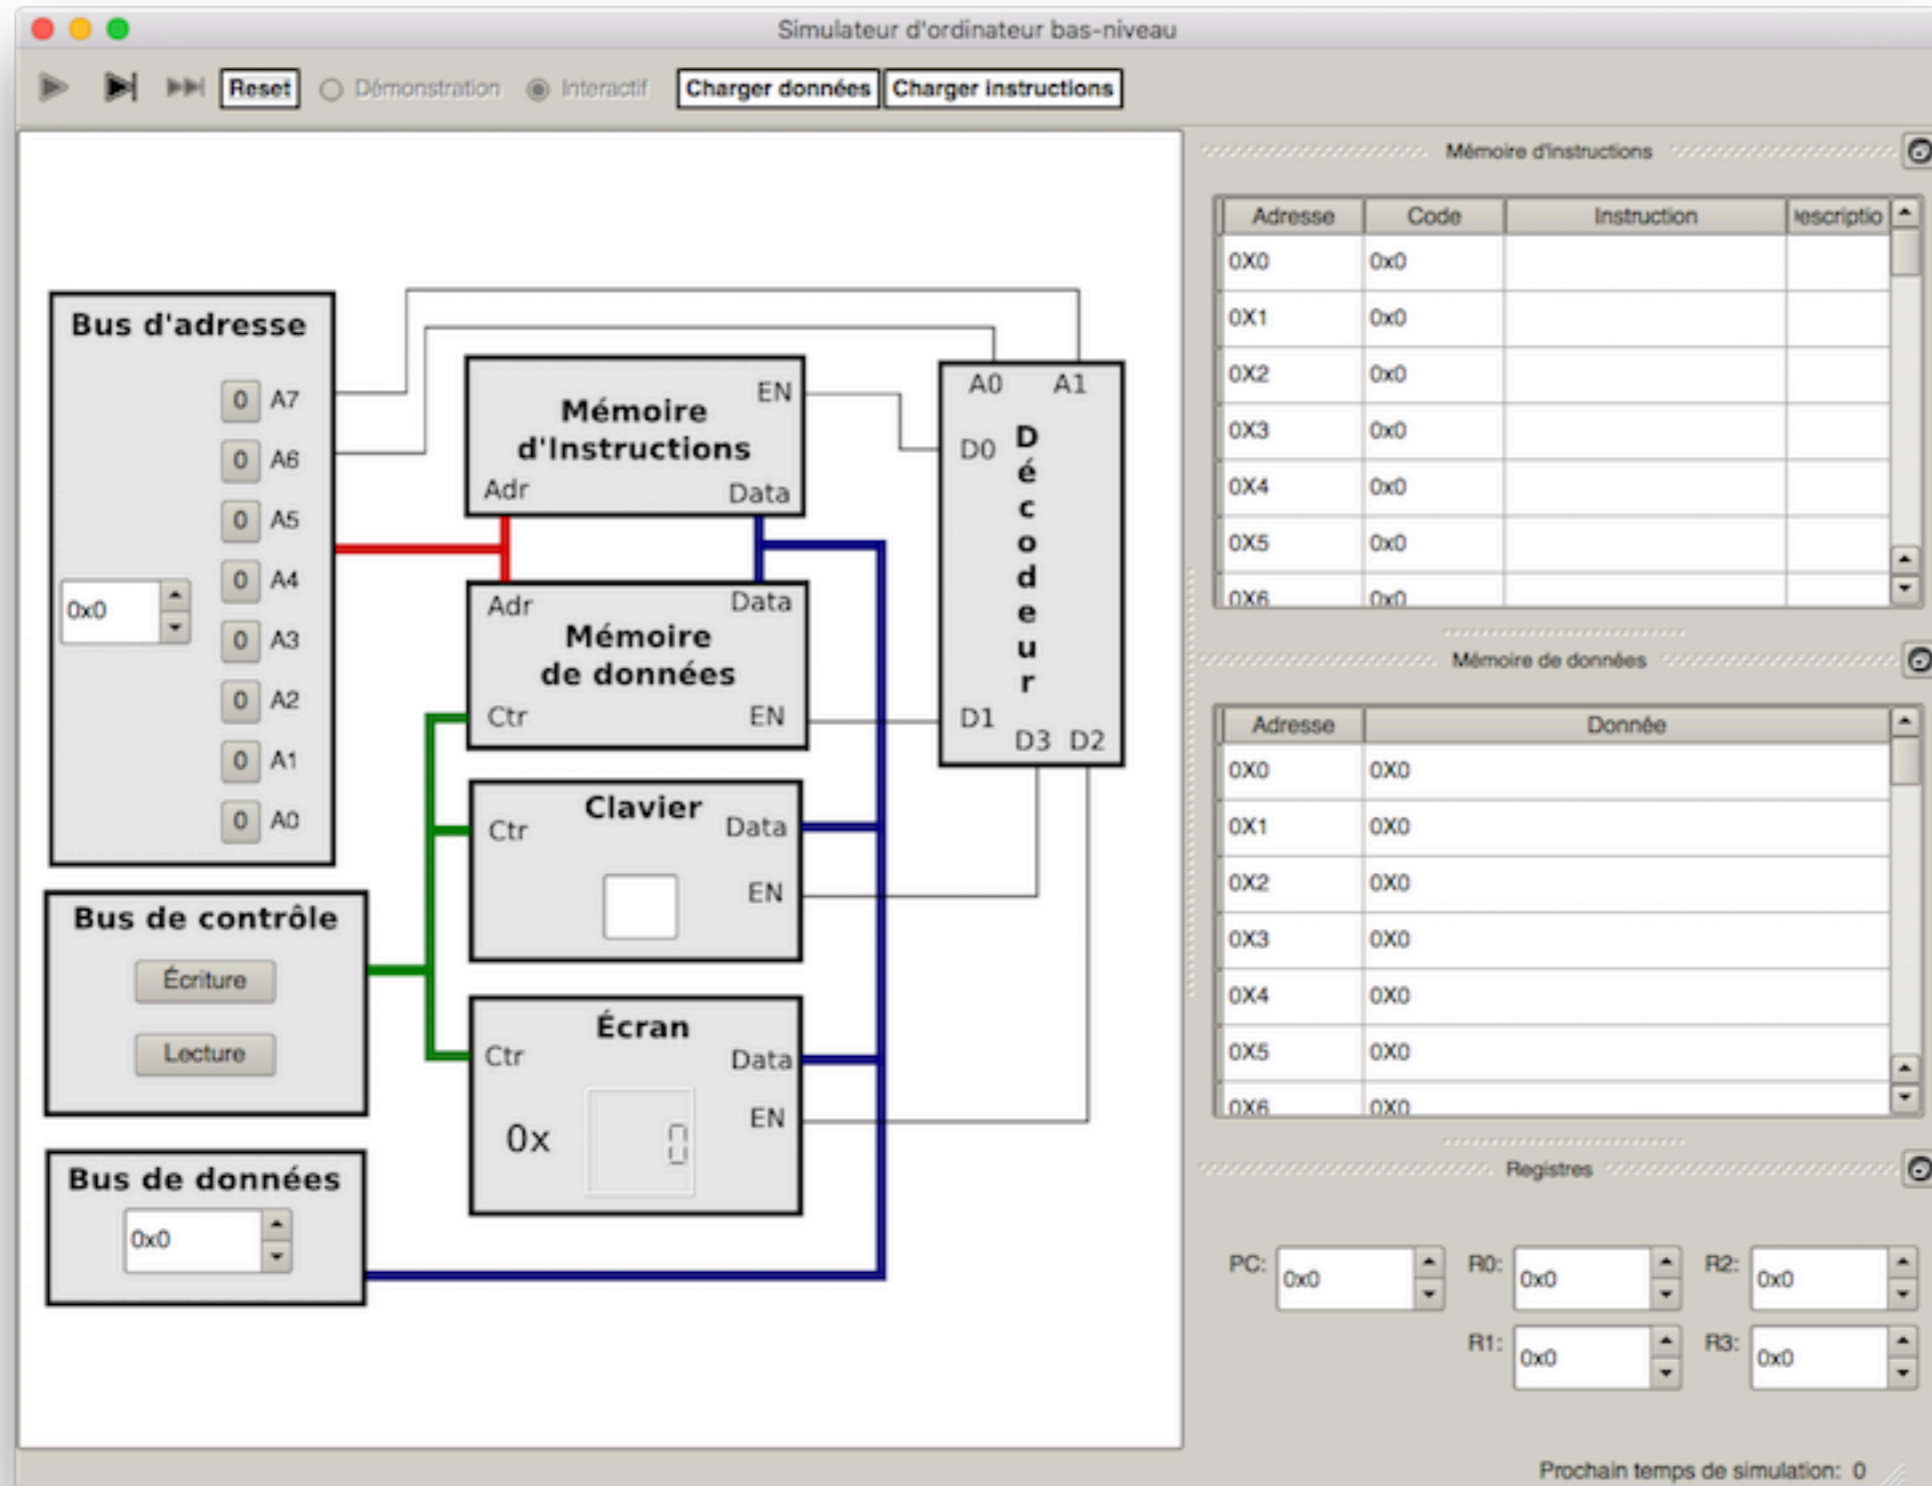 Simulateur d'ordinateur bas-niveau
Reset Démonstration Interactif Charger données Charger instructions
Bus d'adresse
0 A7
0 A6
0 A5
0 A4
0x0
0 A3
0 A2
0 A1
0 A0
Bus de contrôle
Écriture
Lecture
Bus de données
0x0
Mémoire
d'Instructions
EN
Adr
Data
Adr
Data
Mémoire
de données
Ctr
EN
Clavier
Ctr
Data
EN
Écran
Ctr
Data
EN
0x
0
A0 A1
D0
Décodeur
D1
D3 D2
Mémoire d'Instructions
Adresse Code Instruction escriptio
0X0 0x0
0X1 0x0
0X2 0x0
0X3 0x0
0X4 0x0
0X5 0x0
0X6 0x0
Mémoire de données
Adresse Donnée
0X0 0X0
0X1 0X0
0X2 0X0
0X3 0X0
0X4 0X0
0X5 0X0
0X6 0X0
Registres
PC: 0x0 R0: 0x0 R2: 0x0
R1: 0x0 R3: 0x0
Prochain temps de simulation: 0